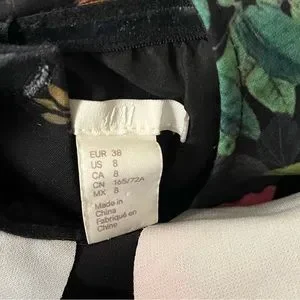 EUR 38
US 8
CA 8
CN 165/72A
MX 8
Made in
China
Fabriqué en
Chine